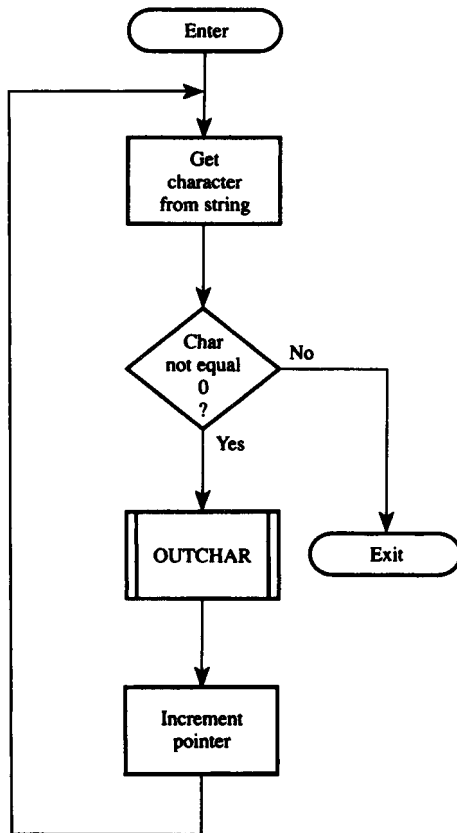 Enter
Get
character
from string
Char
not equal
0
?
No
Yes
OUTCHAR
Exit
Increment
pointer